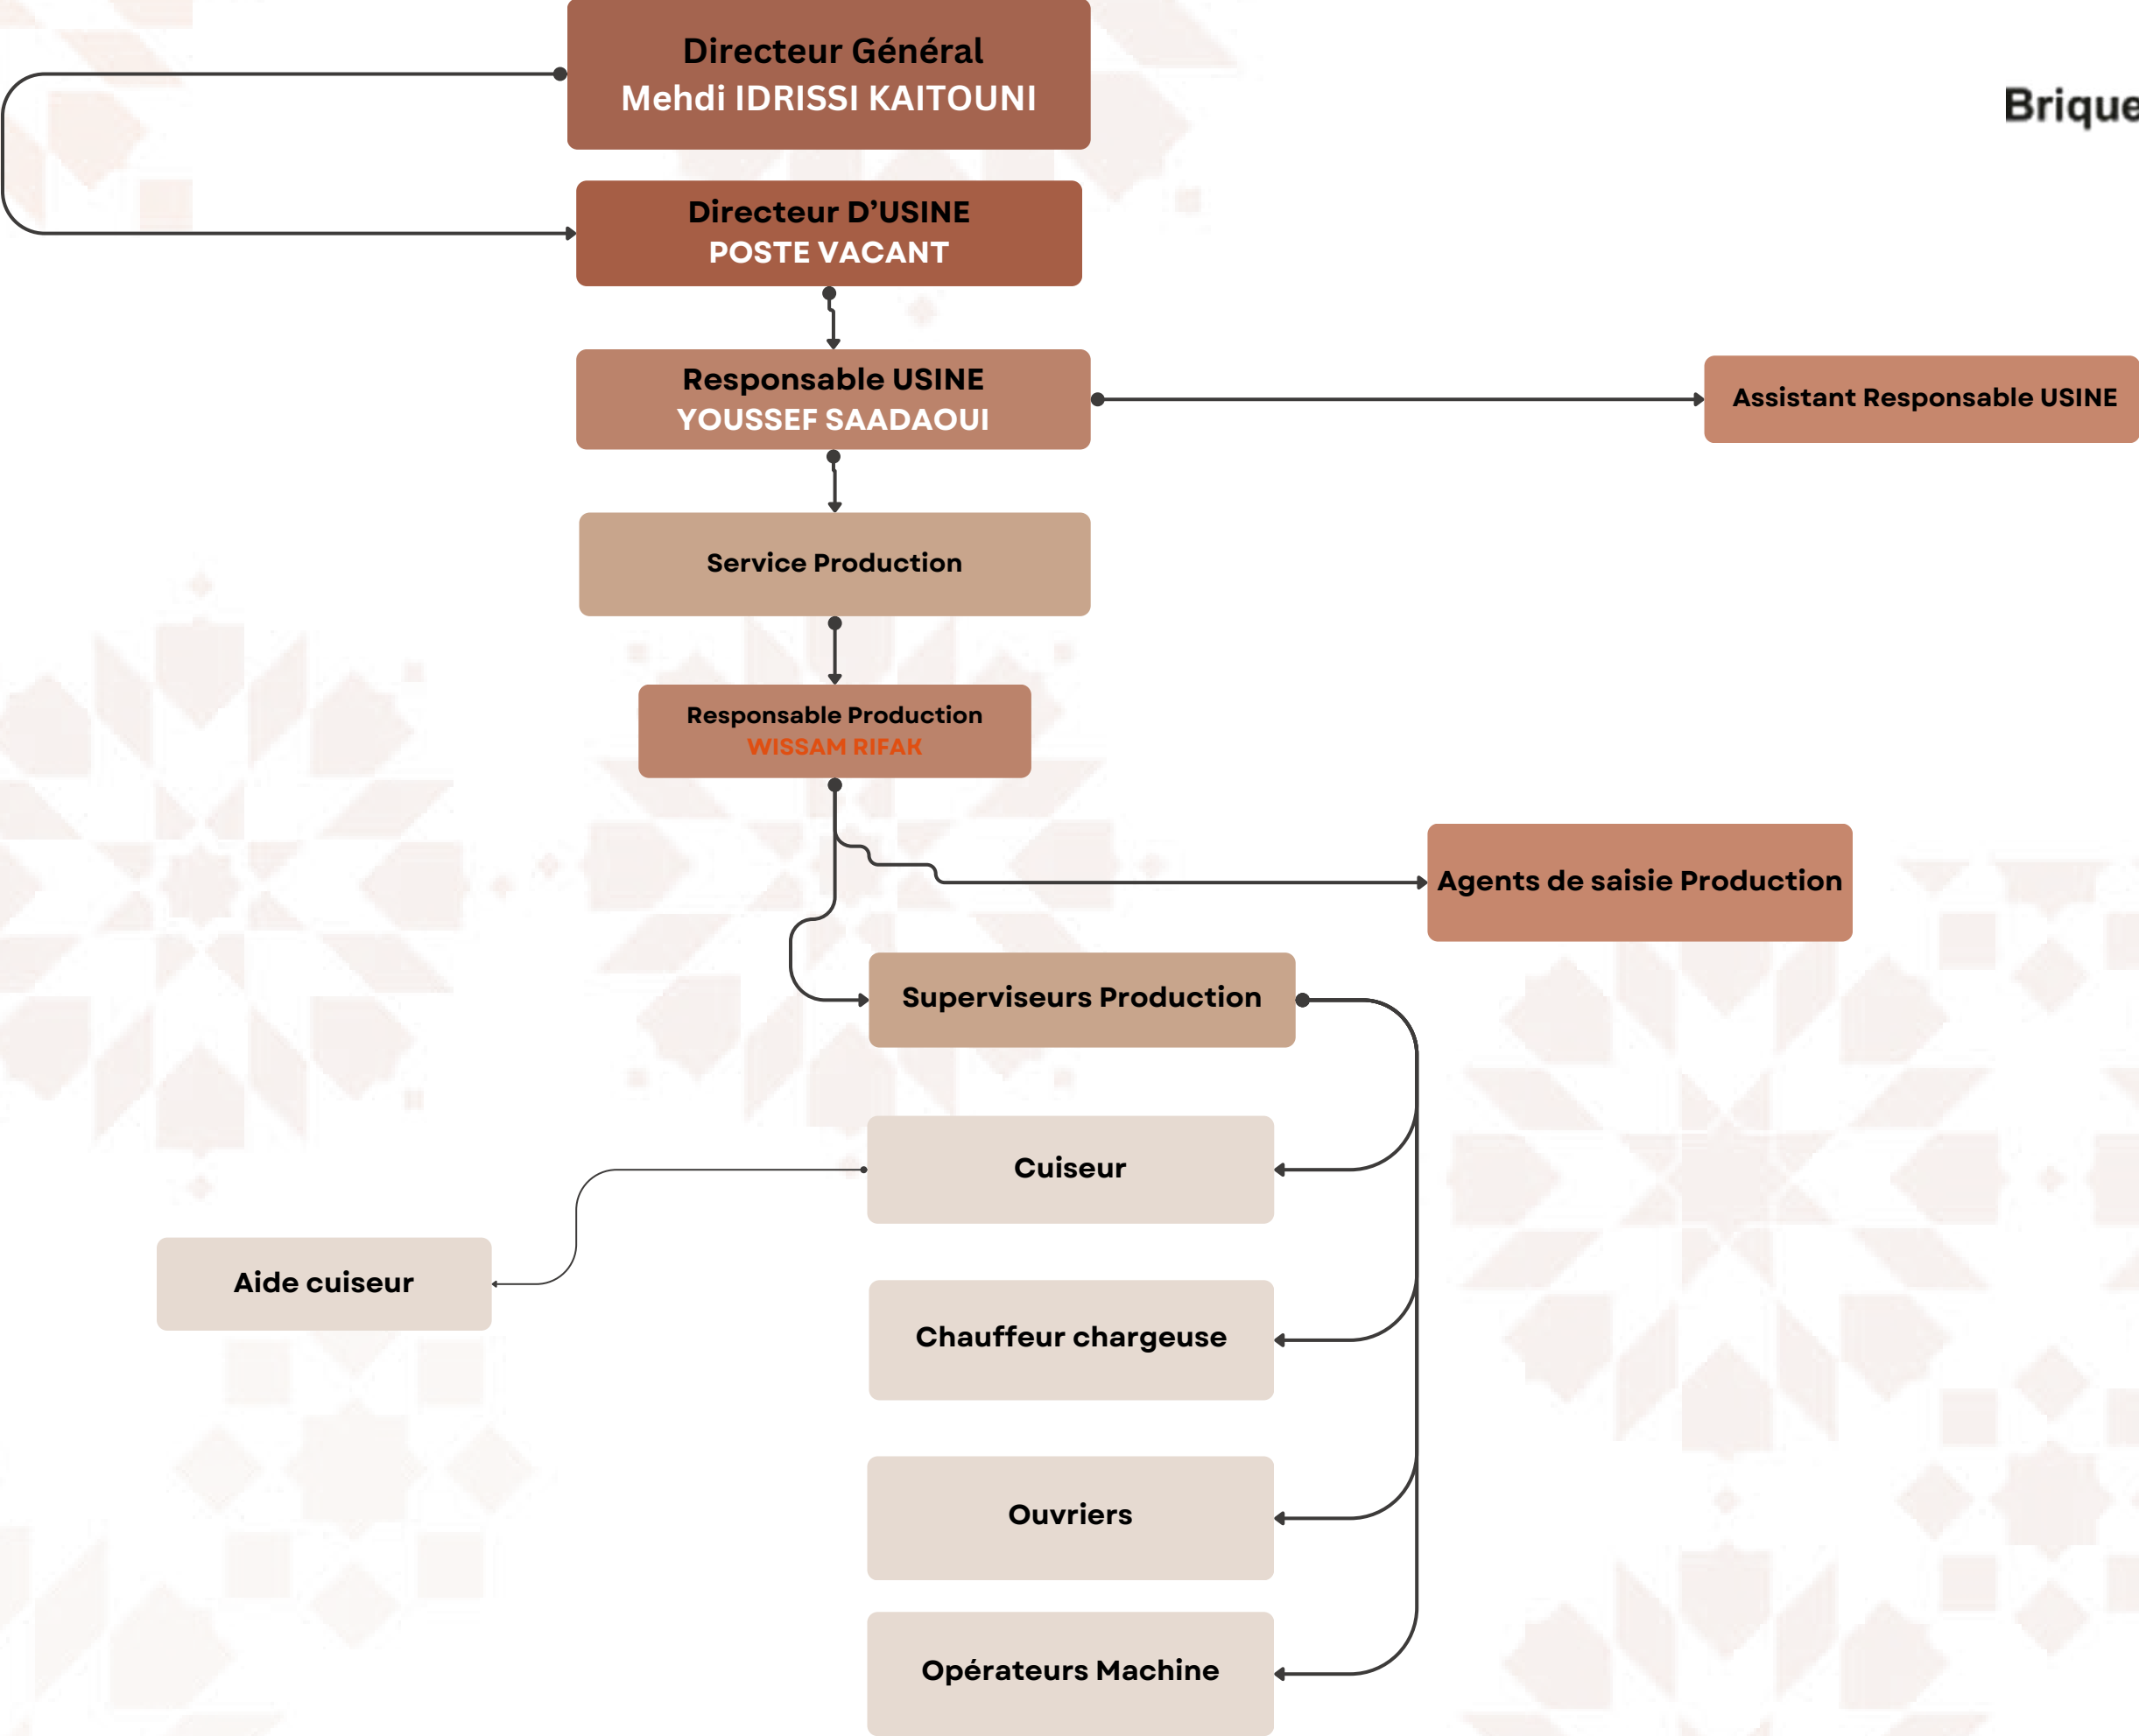 Directeur Général
Mehdi IDRISSI KAITOUNI
Brique
Directeur D’USINE
POSTE VACANT
Responsable USINE
YOUSSEF SAADAOUI
Assistant Responsable USINE
Service Production
Responsable Production
WISSAM RIFAK
Agents de saisie Production
Superviseurs Production
Cuiseur
Aide cuiseur
Chauffeur chargeuse
Ouvriers
Opérateurs Machine